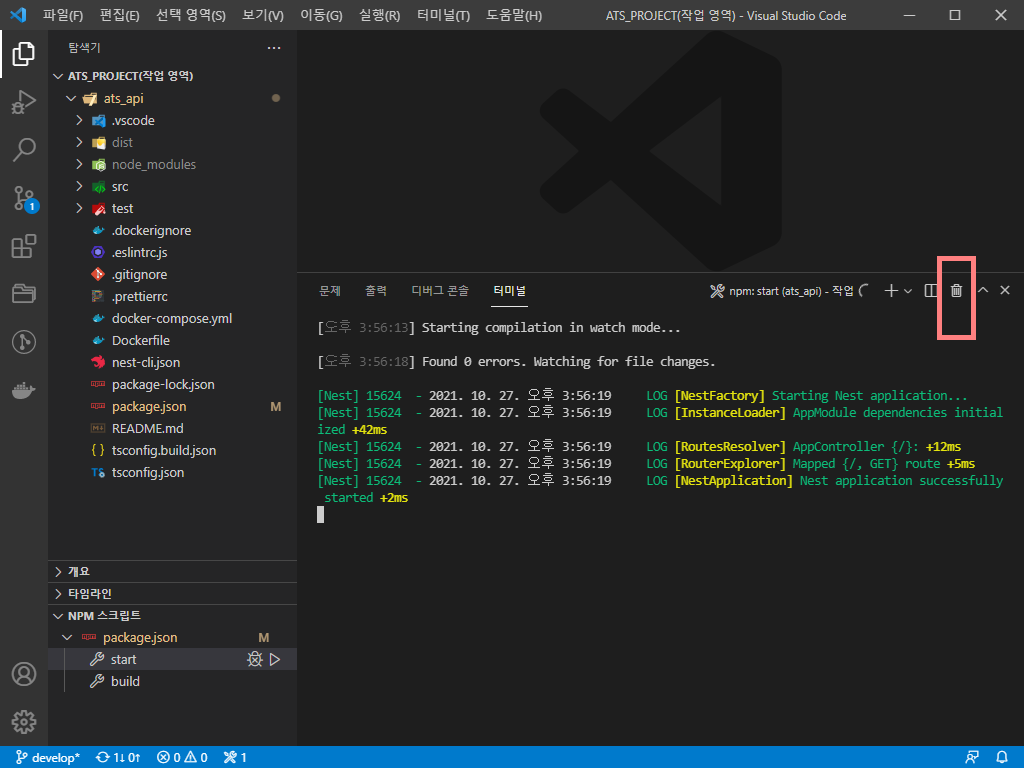 파일(F) 편집(E) 선택 영역(S) 보기(V) 이동(G) 실행(R) 터미널(T) 도움말(H) ATS_PROJECT(작업 영역) - Visual Studio Code
탐색기
ATS_PROJECT(작업 영역)
ats_api
.vscode
dist
node_modules
src
test
.dockerignore
.eslintrc.js
.gitignore
.prettierrc
docker-compose.yml
Dockerfile
nest-cli.json
package-lock.json
package.json M
README.md
tsconfig.build.json
tsconfig.json
개요
타임라인
NPM 스크립트
package.json M
start
build
1
문제 출력 디버그 콘솔 터미널 npm: start (ats_api) - 작업
[오후 3:56:13] Starting compilation in watch mode...
[오후 3:56:18] Found 0 errors. Watching for file changes.
[Nest] 15624 - 2021. 10. 27. 오후 3:56:19 LOG [NestFactory] Starting Nest application...
[Nest] 15624 - 2021. 10. 27. 오후 3:56:19 LOG [InstanceLoader] AppModule dependencies initial
ized +42ms
[Nest] 15624 - 2021. 10. 27. 오후 3:56:19 LOG [RoutesResolver] AppController {/}: +12ms
[Nest] 15624 - 2021. 10. 27. 오후 3:56:19 LOG [RouterExplorer] Mapped {/, GET} route +5ms
[Nest] 15624 - 2021. 10. 27. 오후 3:56:19 LOG [NestApplication] Nest application successfully
started +2ms
develop* 1↓ 0↑ 0 0 1